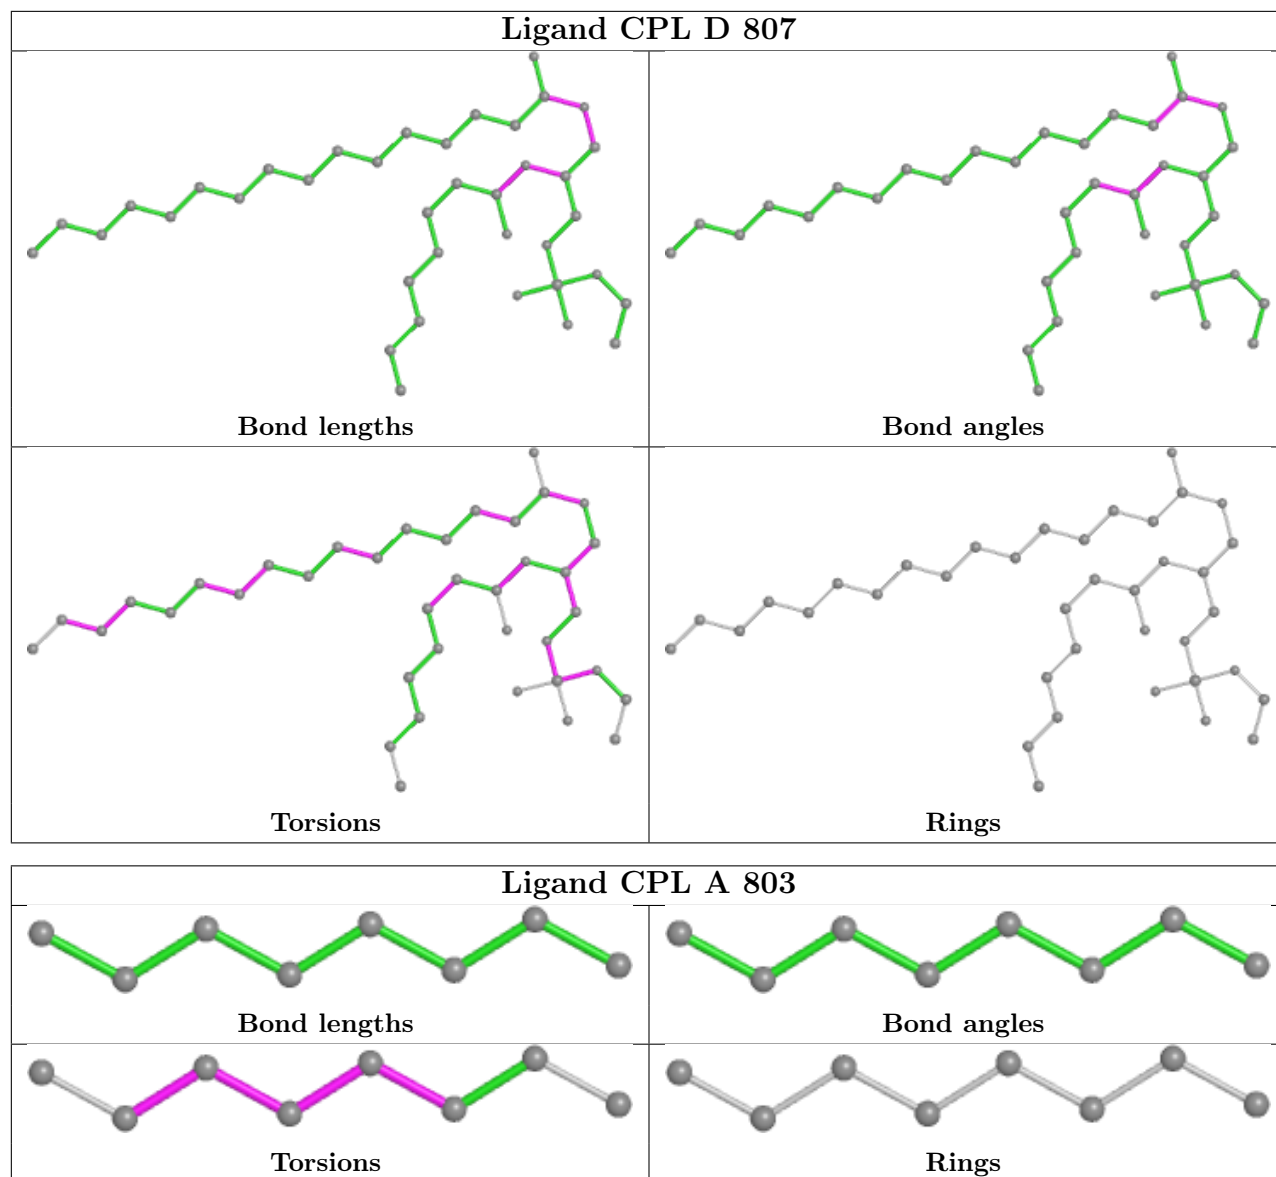 Ligand CPL D 807
Bond lengths
Bond angles
Torsions
Rings
Ligand CPL A 803
Bond lengths
Bond angles
Torsions
Rings